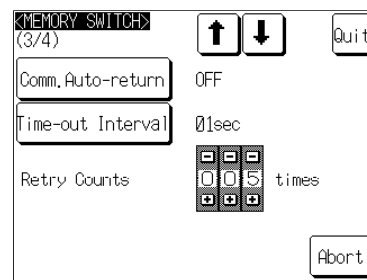 <MEMORY SWITCH>
(3/4) Quit
Comm.Auto-return OFF
Time-out Interval 01sec
Retry Counts 005 times
Abort